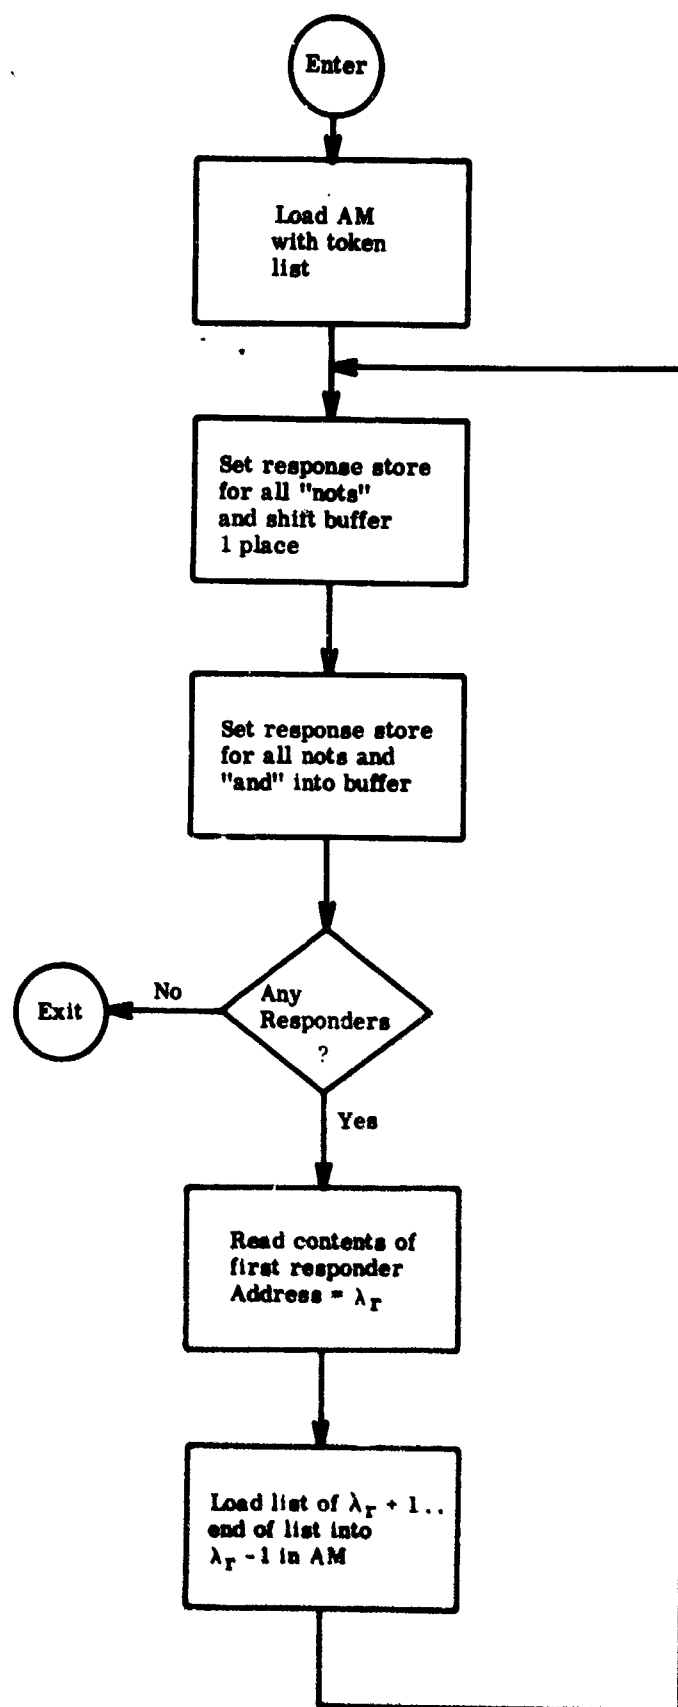 Enter
Load AM
with token
list
Set response store
for all "nots"
and shift buffer
1 place
Set response store
for all nots and
"and" into buffer
Any
Responders
?
No
Exit
Yes
Read contents of
first responder
Address = λr
Load list of λr + 1..
end of list into
λr - 1 in AM